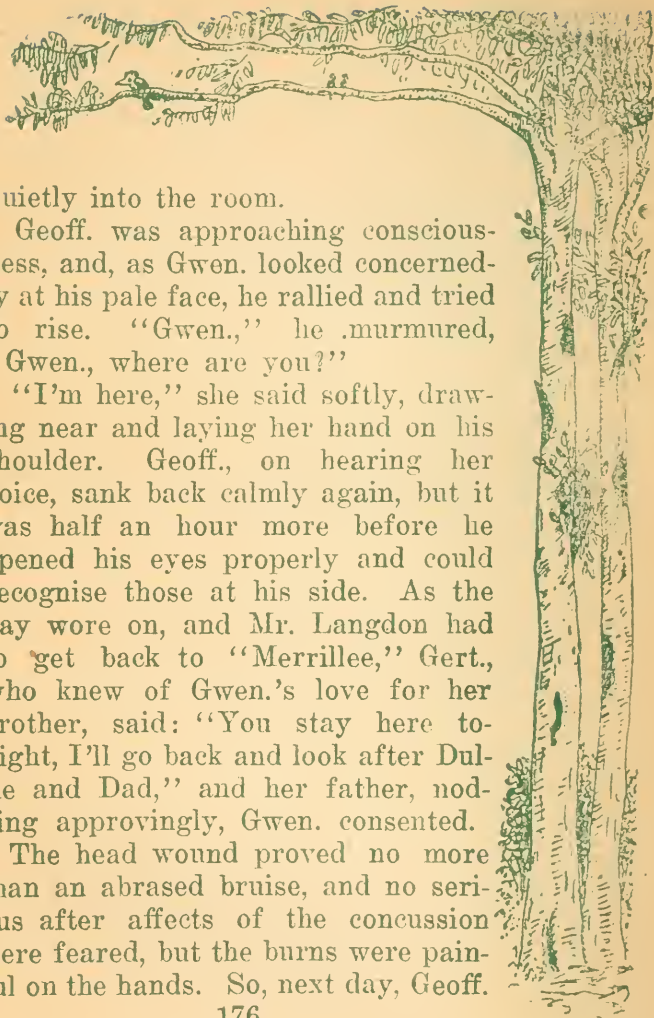 uietly into the room.
Geoff. was approaching conscious-
ess, and, as Gwen. looked concerned-
y at his pale face, he rallied and tried
o rise. "Gwen.," he .murmured,
Gwen., where are you?"
"I'm here," she said softly, draw-
ng near and laying her hand on his
houlder. Geoff., on hearing her
oice, sank back calmly again, but it
vas half an hour more before he
pened his eyes properly and could
ecognise those at his side. As the
ay wore on, and Mr. Langdon had
o get back to "Merrillee," Gert.,
vho knew of Gwen.'s love for her
rother, said: "You stay here to-
ight, I'll go back and look after Dul-
ie and Dad," and her father, nod-
ing approvingly, Gwen. consented.
The head wound proved no more
han an abrased bruise, and no seri-
us after affects of the concussion
ere feared, but the burns were pain-
ul on the hands. So, next day, Geoff.
176